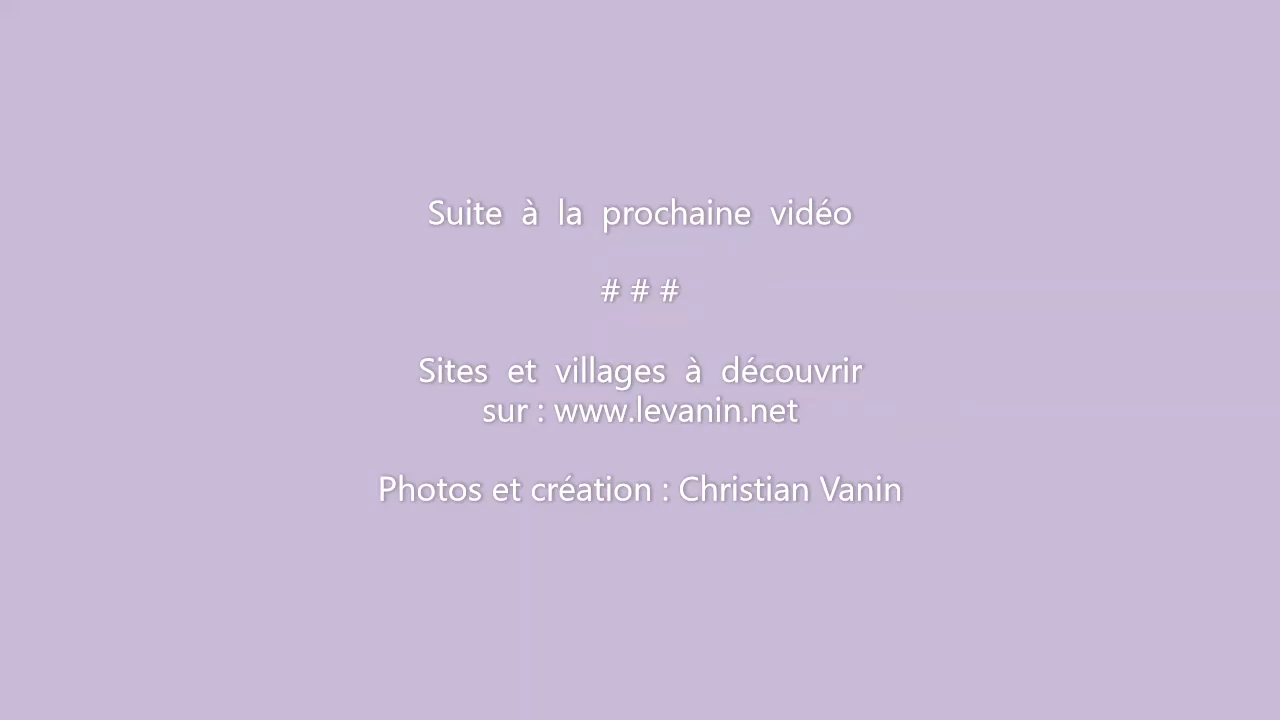 Suite à la prochaine vidéo
# # #
Sites et villages à découvrir
sur : www.levanin.net
Photos et création : Christian Vanin